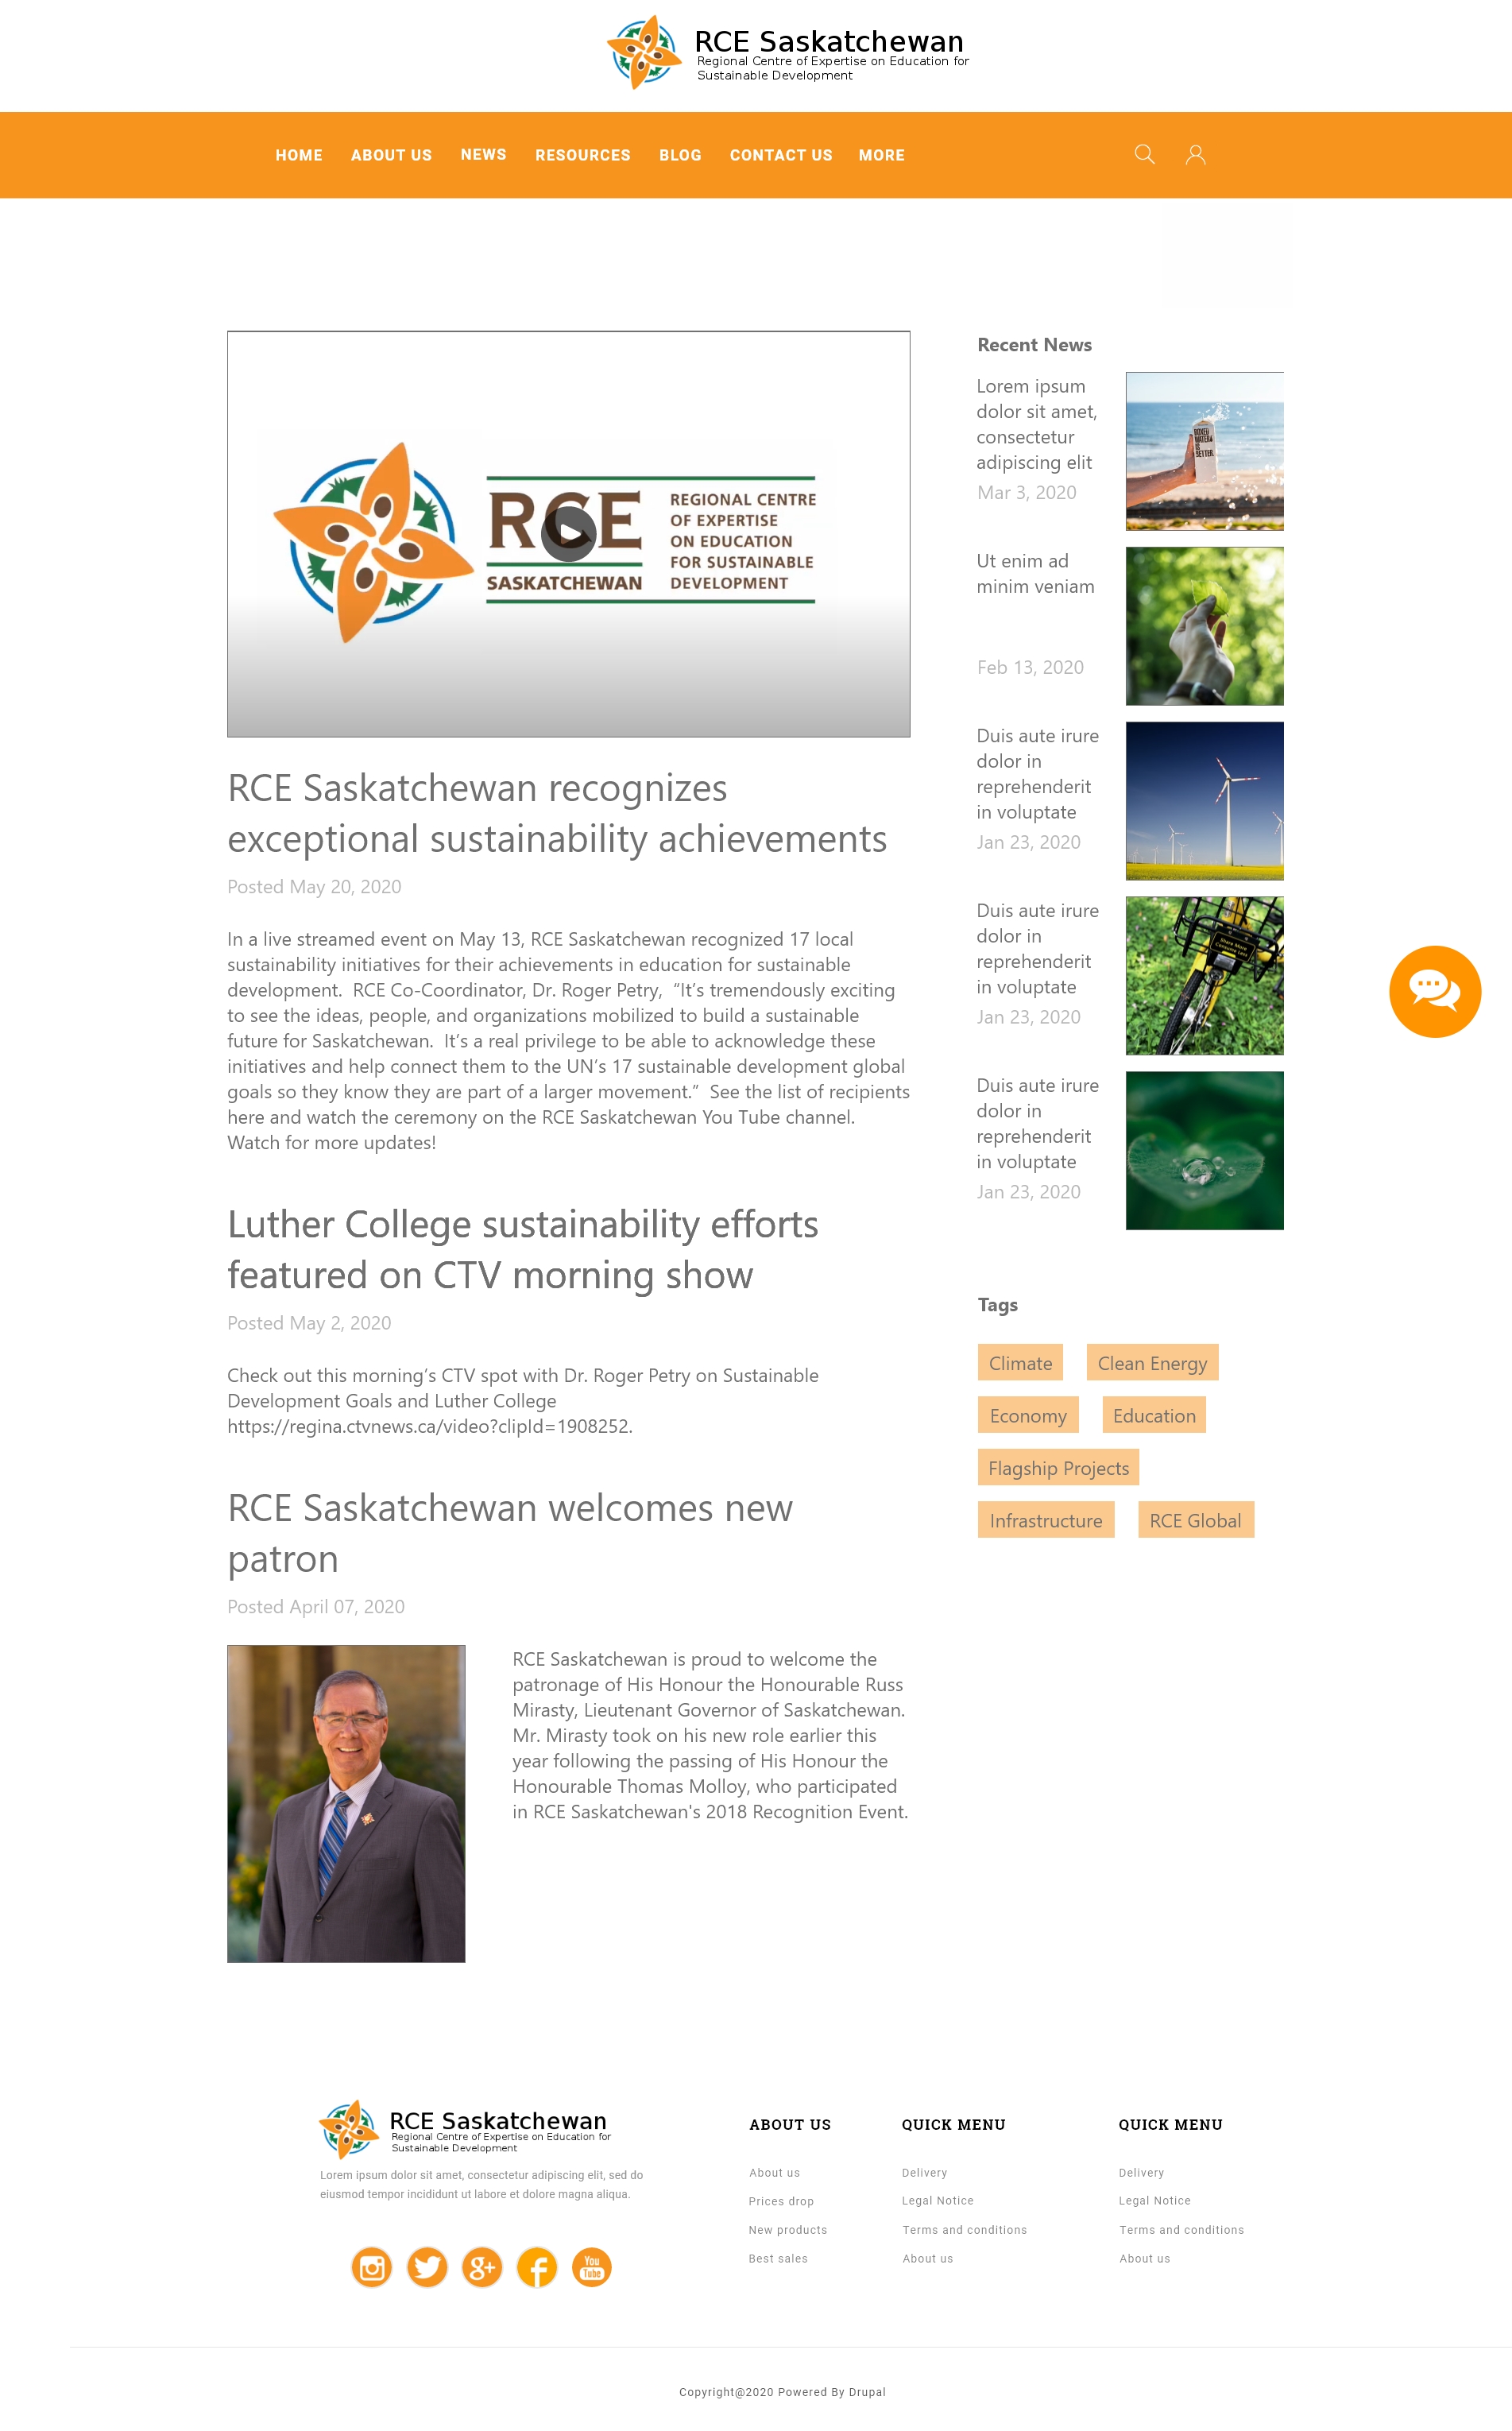 RCE Saskatchewan
Regional Centre of Expertise on Education for
Sustainable Development
HOME ABOUT US NEWS RESOURCES BLOG CONTACT US MORE
RCE
SASKATCHEWAN
REGIONAL CENTRE
OF EXPERTISE
ON EDUCATION
FOR SUSTAINABLE
DEVELOPMENT
RCE Saskatchewan recognizes
exceptional sustainability achievements
Posted May 20, 2020
In a live streamed event on May 13, RCE Saskatchewan recognized 17 local
sustainability initiatives for their achievements in education for sustainable
development.  RCE Co-Coordinator, Dr. Roger Petry,  “It’s tremendously exciting
to see the ideas, people, and organizations mobilized to build a sustainable
future for Saskatchewan.  It’s a real privilege to be able to acknowledge these
initiatives and help connect them to the UN’s 17 sustainable development global
goals so they know they are part of a larger movement.”  See the list of recipients
here and watch the ceremony on the RCE Saskatchewan You Tube channel.
Watch for more updates!
Luther College sustainability efforts
featured on CTV morning show
Posted May 2, 2020
Check out this morning’s CTV spot with Dr. Roger Petry on Sustainable
Development Goals and Luther College
https://regina.ctvnews.ca/video?clipId=1908252.
RCE Saskatchewan welcomes new
patron
Posted April 07, 2020
RCE Saskatchewan is proud to welcome the
patronage of His Honour the Honourable Russ
Mirasty, Lieutenant Governor of Saskatchewan.
Mr. Mirasty took on his new role earlier this
year following the passing of His Honour the
Honourable Thomas Molloy, who participated
in RCE Saskatchewan's 2018 Recognition Event.
Recent News
Lorem ipsum
dolor sit amet,
consectetur
adipiscing elit
Mar 3, 2020
BOXED
WATER
IS
BETTER.
Ut enim ad
minim veniam
Feb 13, 2020
Duis aute irure
dolor in
reprehenderit
in voluptate
Jan 23, 2020
Duis aute irure
dolor in
reprehenderit
in voluptate
Jan 23, 2020
Share More
Consume Less
Duis aute irure
dolor in
reprehenderit
in voluptate
Jan 23, 2020
Tags
Climate Clean Energy
Economy Education
Flagship Projects
Infrastructure RCE Global
RCE Saskatchewan
Regional Centre of Expertise on Education for
Sustainable Development
Lorem ipsum dolor sit amet, consectetur adipiscing elit, sed do
eiusmod tempor incididunt ut labore et dolore magna aliqua.
g+
You
Tube
ABOUT US
About us
Prices drop
New products
Best sales
QUICK MENU
Delivery
Legal Notice
Terms and conditions
About us
QUICK MENU
Delivery
Legal Notice
Terms and conditions
About us
Copyright@2020 Powered By Drupal